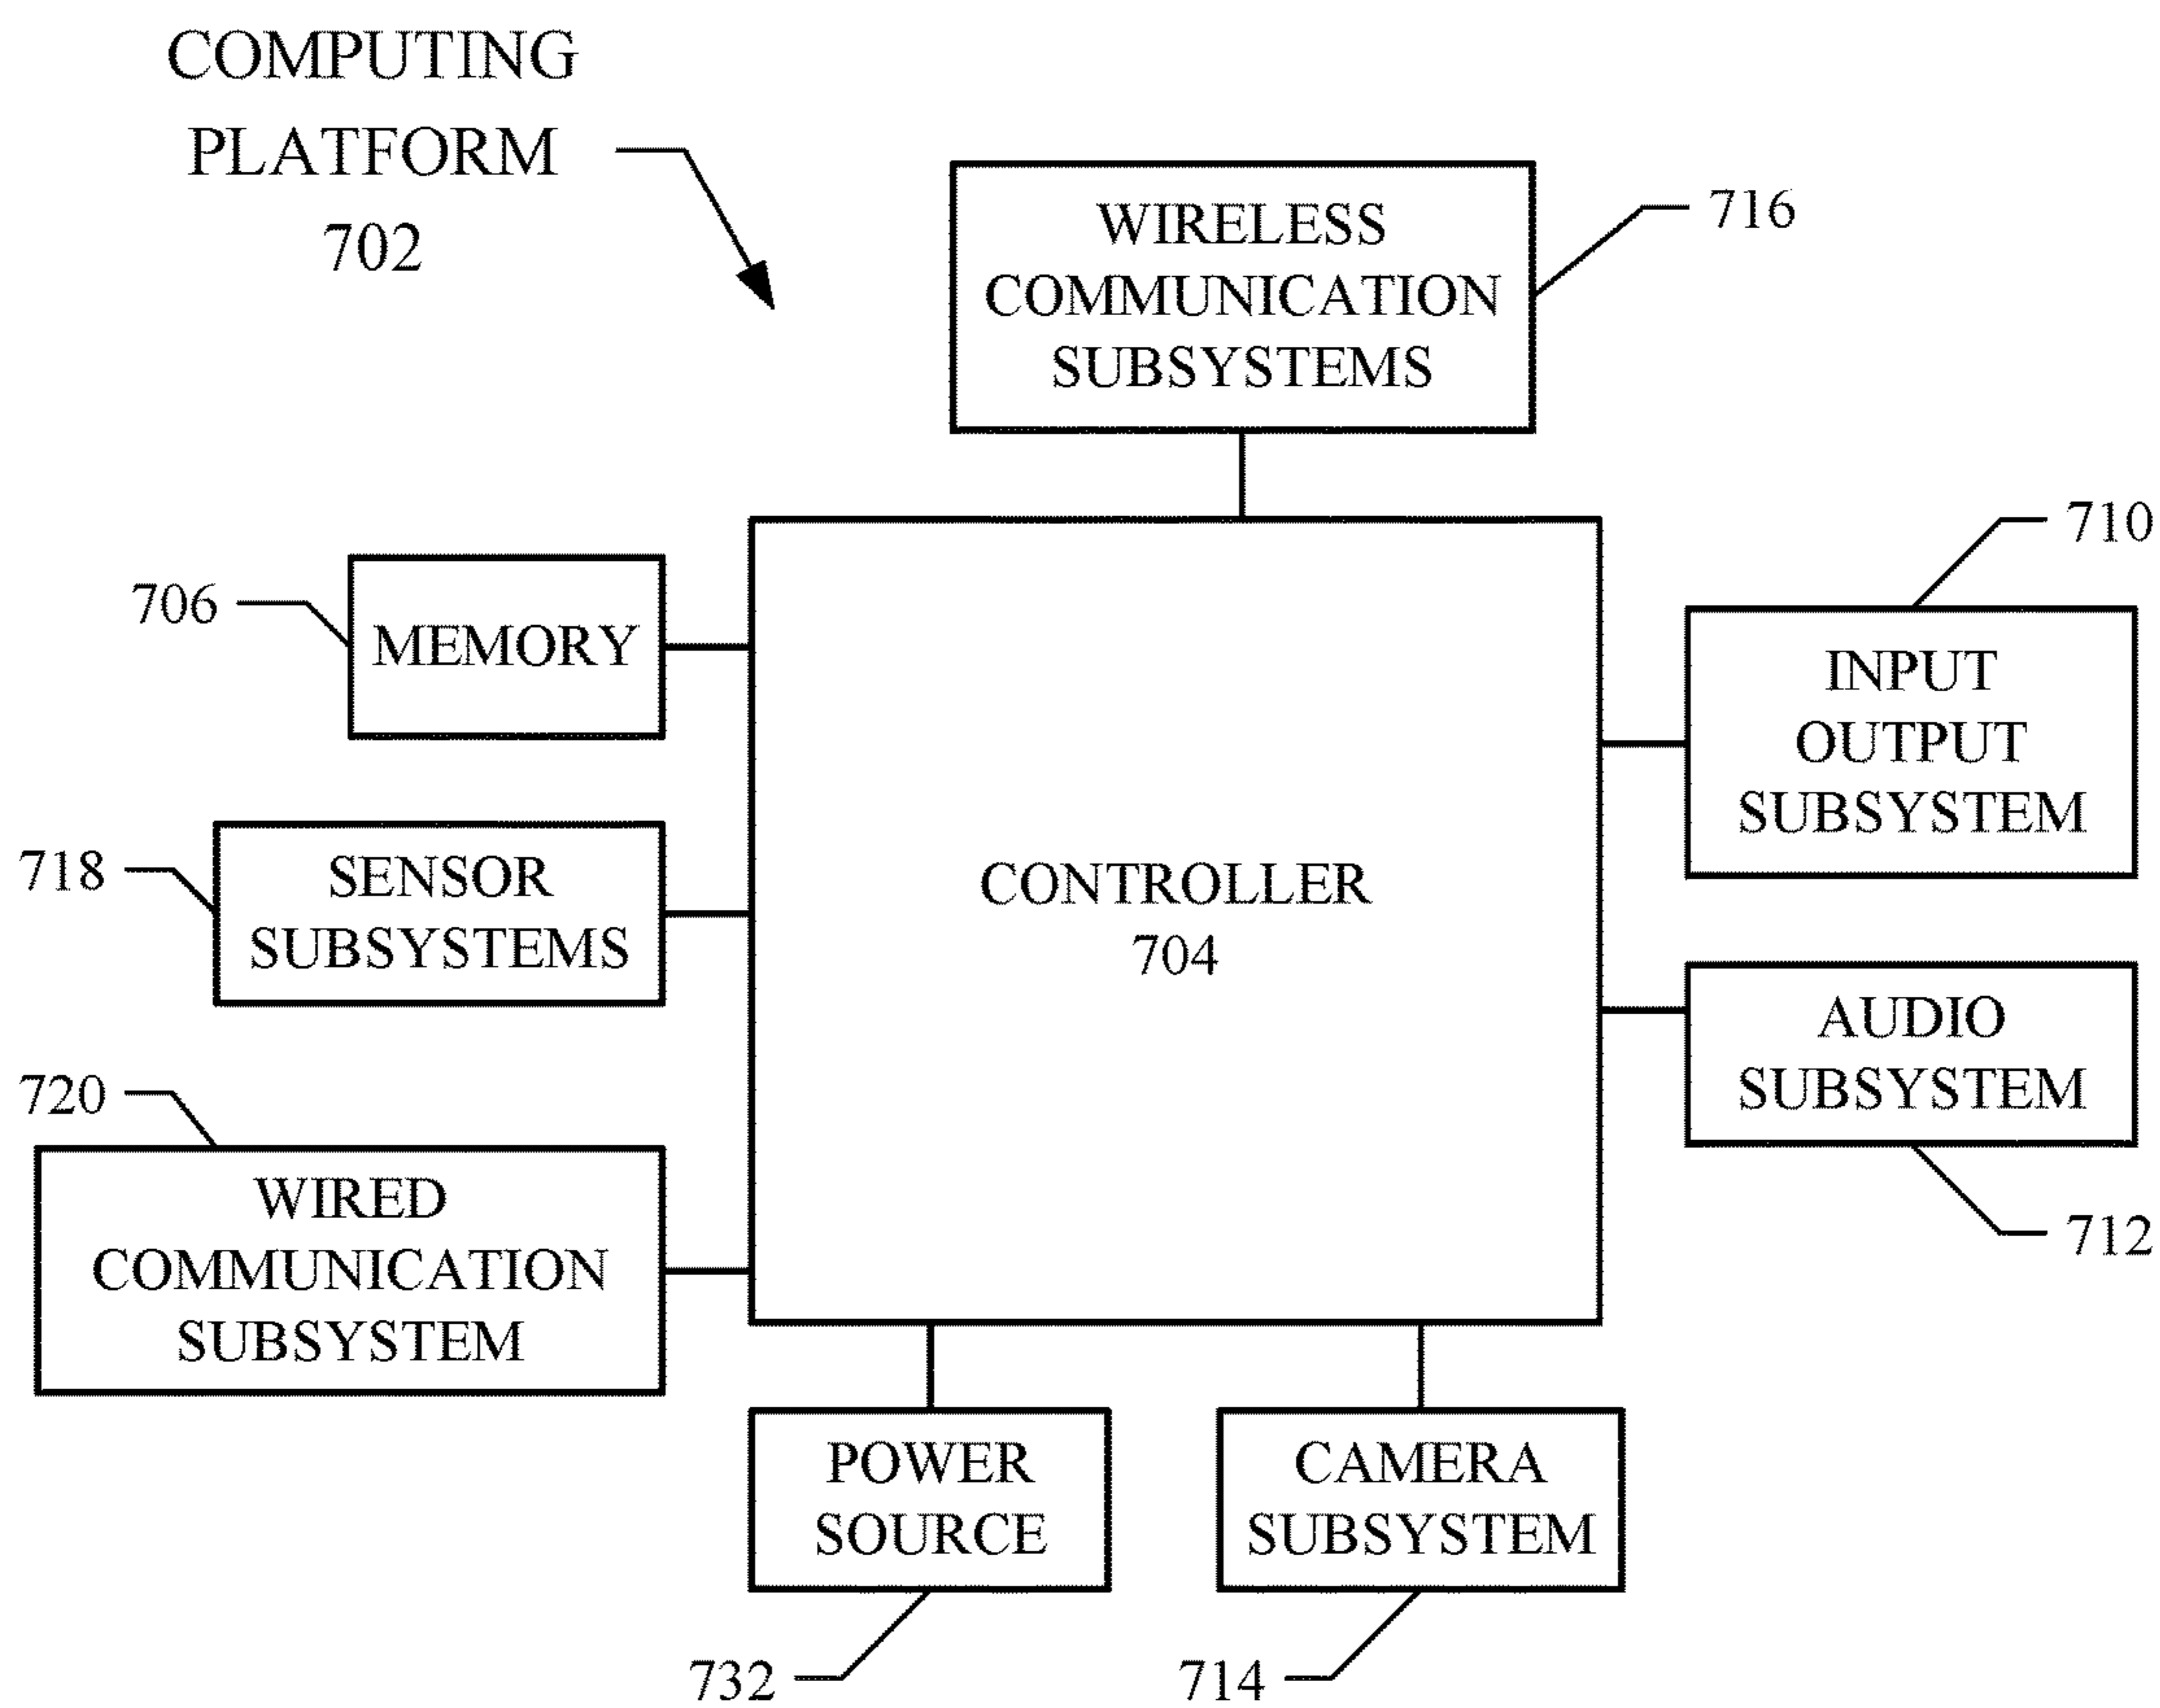 COMPUTING
PLATFORM
702
WIRELESS
COMMUNICATION
SUBSYSTEMS
716
706
MEMORY
710
INPUT
OUTPUT
SUBSYSTEM
718
SENSOR
SUBSYSTEMS
CONTROLLER
704
AUDIO
SUBSYSTEM
712
720
WIRED
COMMUNICATION
SUBSYSTEM
POWER
SOURCE
732
CAMERA
SUBSYSTEM
714